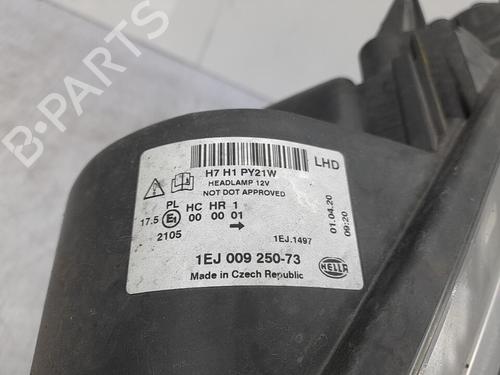 B-PARTS
H7 H1 PY21W
HEADLAMP 12V
NOT DOT APPROVED
LHD
PL HC HR 1
17.5 E1 00 00 01
2105
1EJ.1497
01.04.20
09:20
1EJ 009 250-73
Made in Czech Republic
HELLA